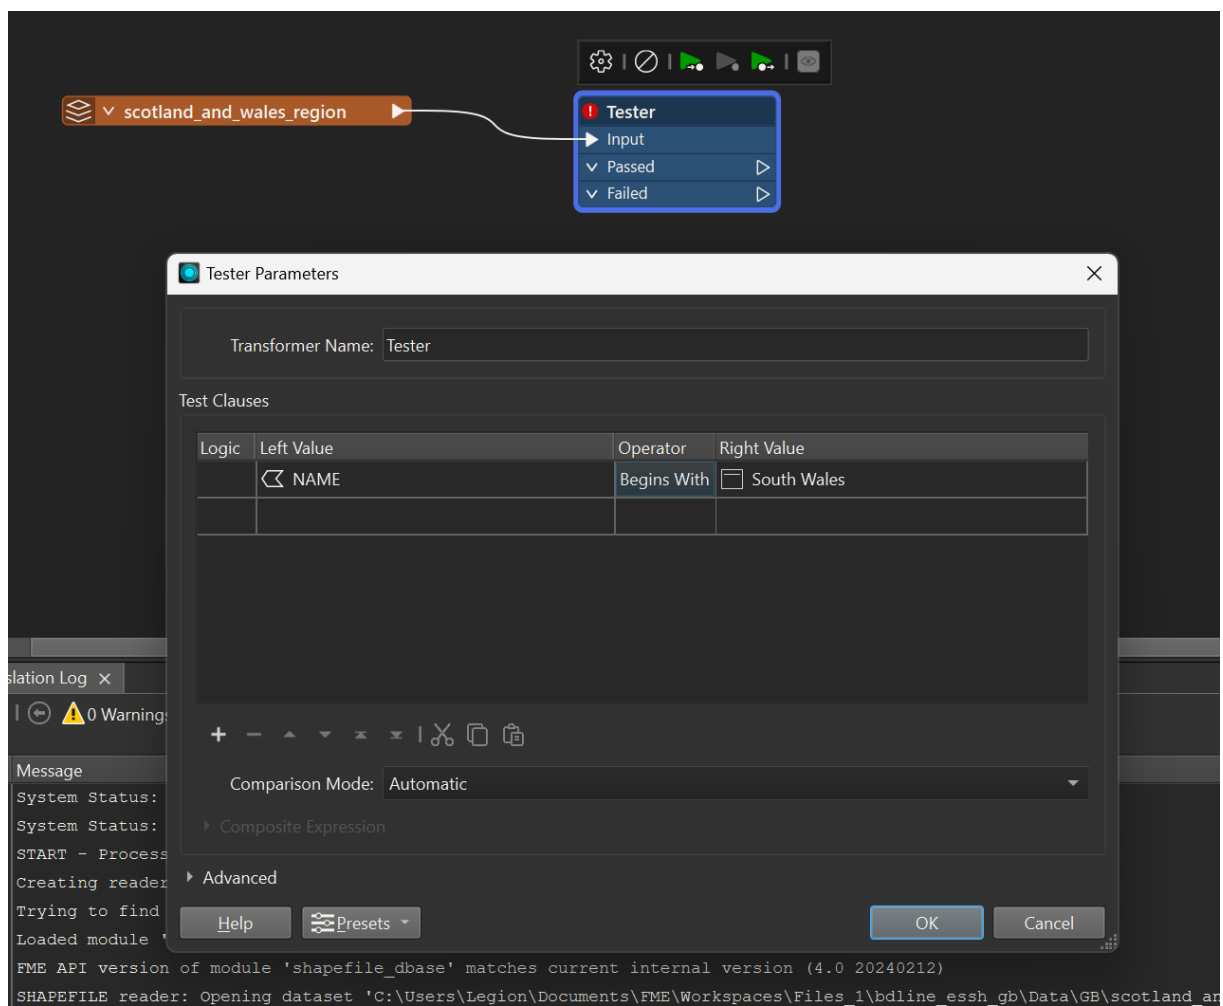 scotland_and_wales_region
Tester
Input
Passed
Failed
Tester Parameters
Transformer Name: Tester
Test Clauses
Logic Left Value Operator Right Value
NAME Begins With South Wales
slation Log
0 Warnings
Comparison Mode: Automatic
Composite Expression
Advanced
Help Presets OK Cancel
Message
System Status:
System Status:
START - Process
Creating reader
Trying to find
Loaded module '
FME API version of module 'shapefile_dbase' matches current internal version (4.0 20240212)
SHAPEFILE reader: Opening dataset 'C:\Users\Legion\Documents\FME\Workspaces\Files_1\bdline_essh_gb\Data\GB\scotland_an